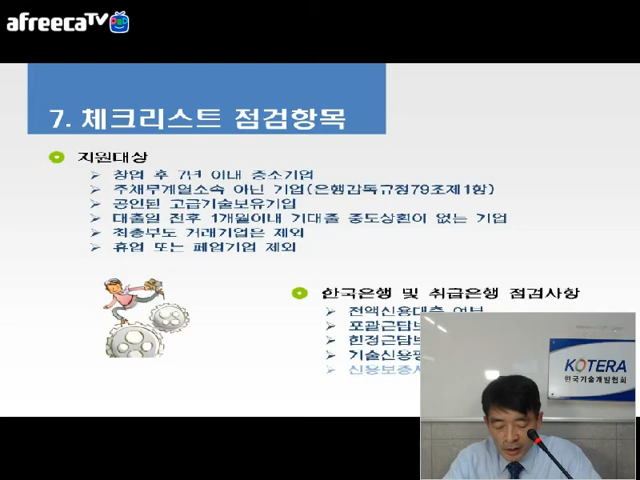 afreecaTV
7. 체크리스트 점검항목
지원대상
창업 후 7년 이내 중소기업
주채무계열소속 아닌 기업(은행감독규정79조제1항)
공인된 고급기술보유기업
대출일 전후 1개월이내 기대출 중도상환이 없는 기업
최종부도 거래기업은 제외
휴업 또는 폐업기업 제외
한국은행 및 취급은행 점검사항
전액신용대출 여부
포괄근담보
한정근담보
기술신용평
신용보증서
KOTERA
한국기술개발협회